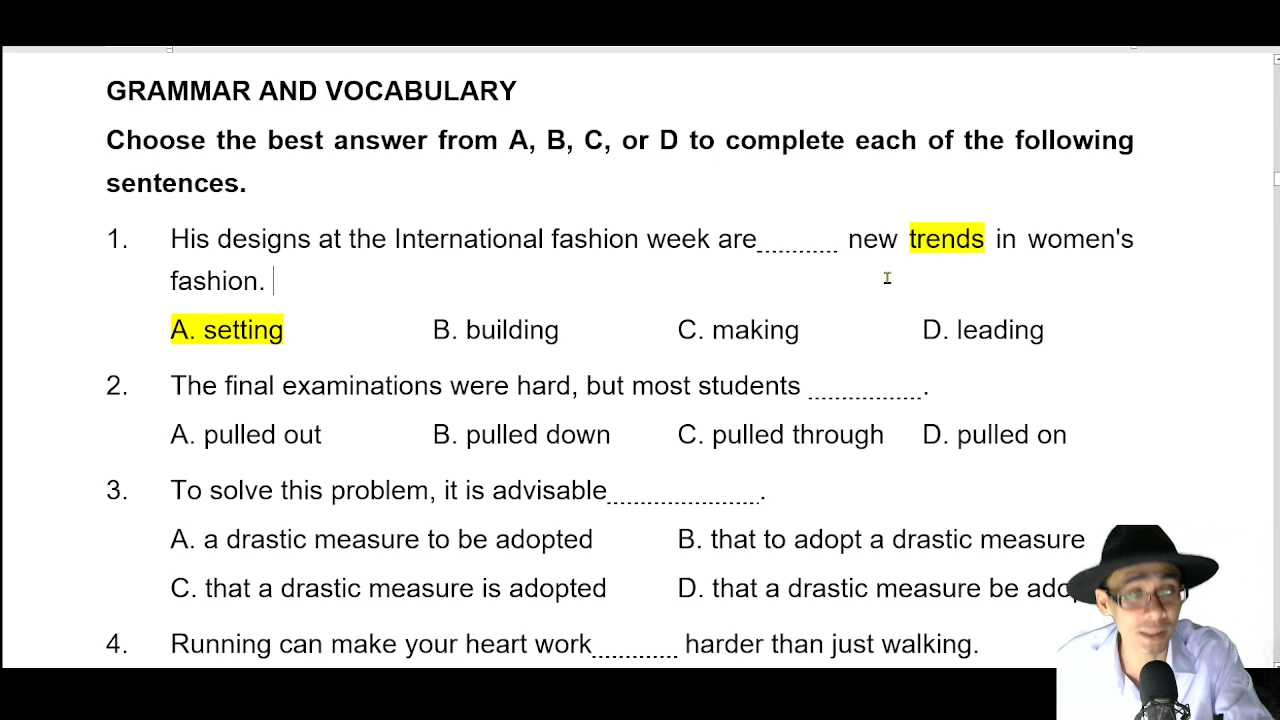 GRAMMAR AND VOCABULARY
Choose the best answer from A, B, C, or D to complete each of the following
sentences.
1. His designs at the International fashion week are.......... new trends in women's
fashion.
A. setting B. building C. making D. leading
2. The final examinations were hard, but most students .............. .
A. pulled out B. pulled down C. pulled through D. pulled on
3. To solve this problem, it is advisable................... .
A. a drastic measure to be adopted B. that to adopt a drastic measure
C. that a drastic measure is adopted D. that a drastic measure be
4. Running can make your heart work........... harder than just walking.